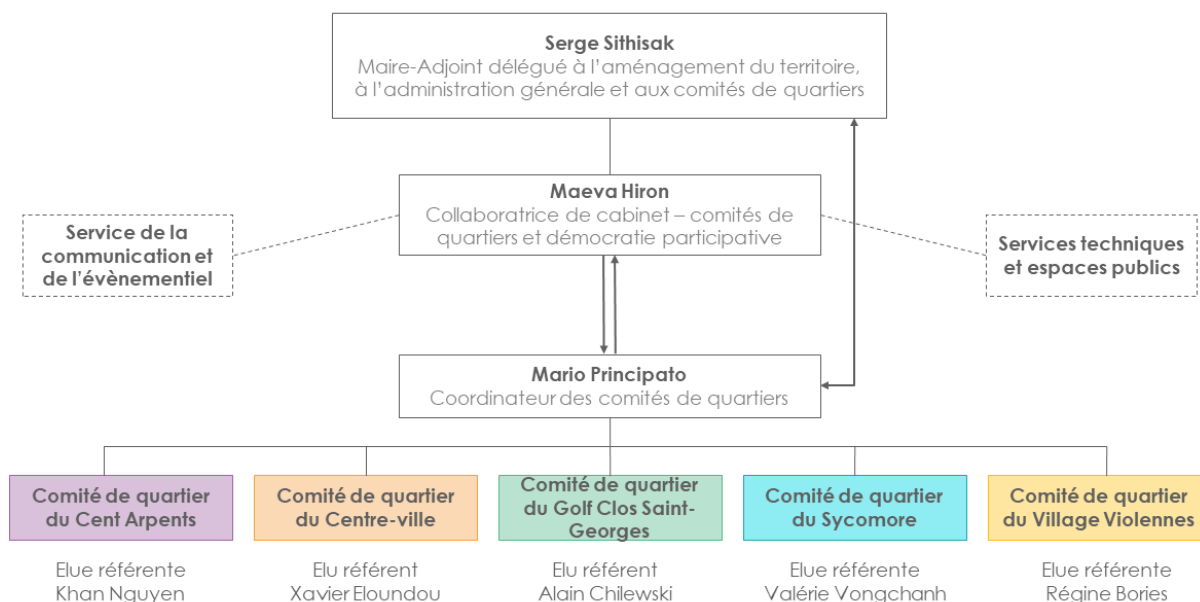 Serge Sithisak
Maire-Adjoint délégué à l'aménagement du territoire,
à l'administration générale et aux comités de quartiers
Maeva Hiron
Collaboratrice de cabinet – comités de
quartiers et démocratie participative
Service de la
communication et
de l'évènementiel
Services techniques
et espaces publics
Mario Principato
Coordinateur des comités de quartiers
Comité de quartier
du Cent Arpents
Comité de quartier
du Centre-ville
Comité de quartier
du Golf Clos Saint-
Georges
Comité de quartier
du Sycomore
Comité de quartier
du Village Violennes
Elue référente
Khan Nguyen
Elu référent
Xavier Eloundou
Elu référent
Alain Chilewski
Elue référente
Valérie Vongchanh
Elue référente
Régine Bories